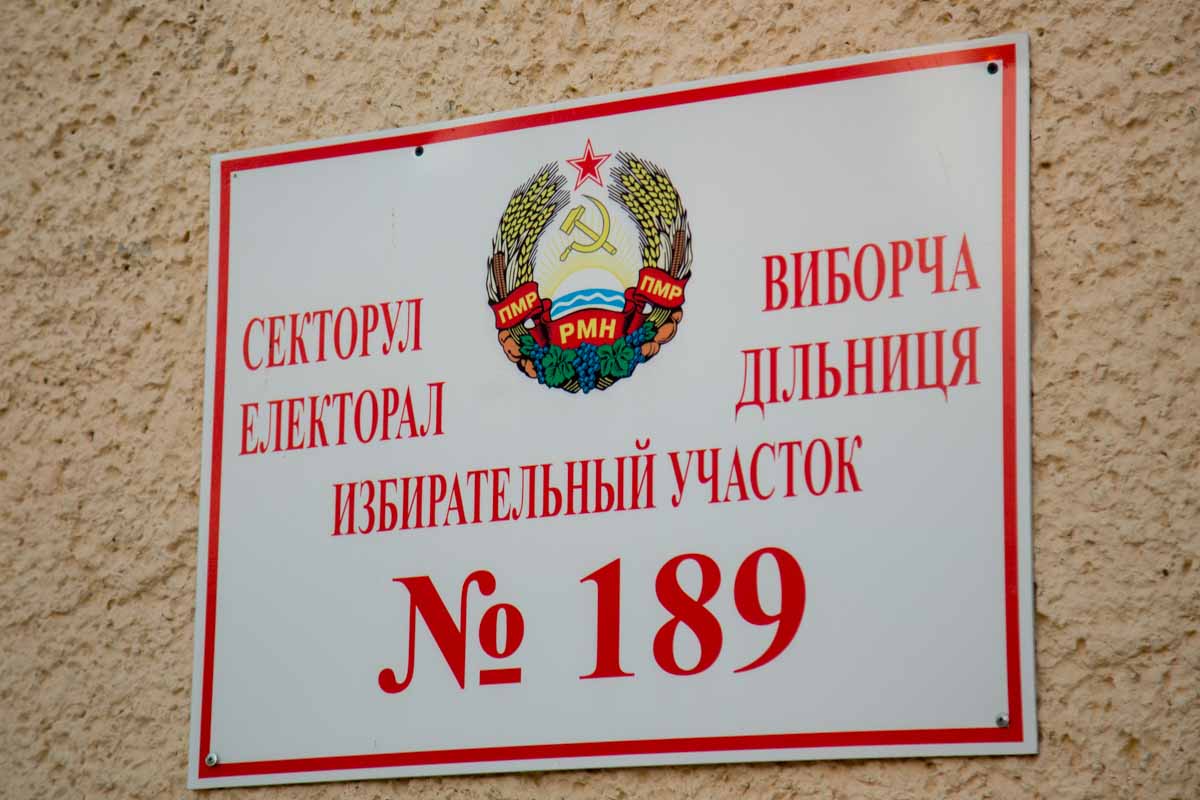 ПМР
ПМР
РМН
СЕКТОРУЛ
ЕЛЕКТОРАЛ
ВИБОРЧА
ДІЛЬНИЦЯ
ИЗБИРАТЕЛЬНЫЙ УЧАСТОК
№ 189